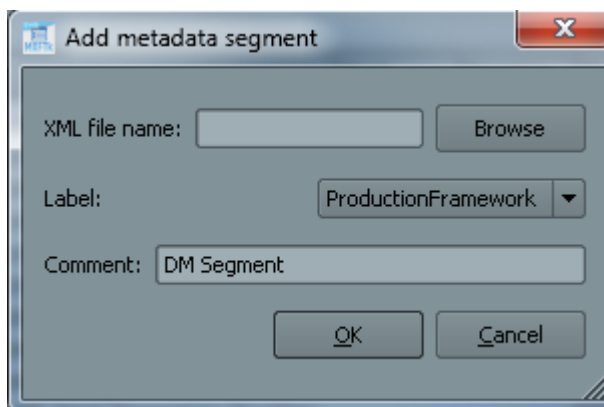 Add metadata segment
XML file name: Browse
Label: ProductionFramework
Comment: DM Segment
OK Cancel